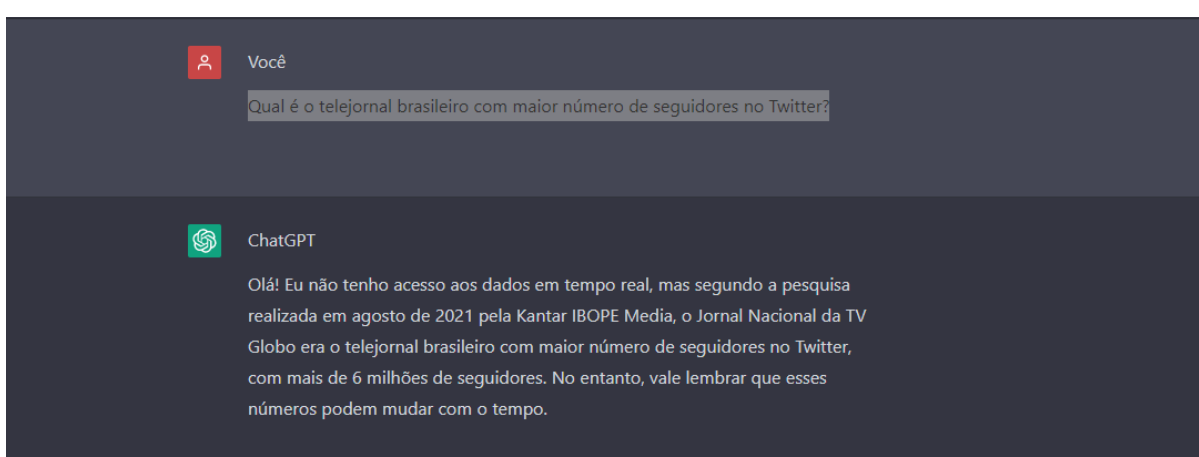 Você
Qual é o telejornal brasileiro com maior número de seguidores no Twitter?
ChatGPT
Olá! Eu não tenho acesso aos dados em tempo real, mas segundo a pesquisa
realizada em agosto de 2021 pela Kantar IBOPE Media, o Jornal Nacional da TV
Globo era o telejornal brasileiro com maior número de seguidores no Twitter,
com mais de 6 milhões de seguidores. No entanto, vale lembrar que esses
números podem mudar com o tempo.